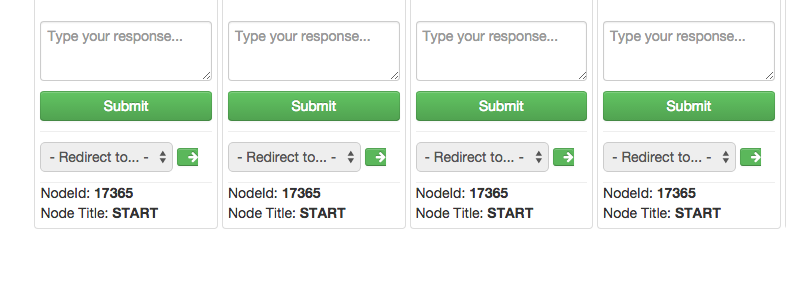 Type your response... Type your response... Type your response... Type your response...
Submit Submit Submit Submit
- Redirect to... - - Redirect to... - - Redirect to... - - Redirect to... -
NodeId: 17365 NodeId: 17365 NodeId: 17365 NodeId: 17365
Node Title: START Node Title: START Node Title: START Node Title: START